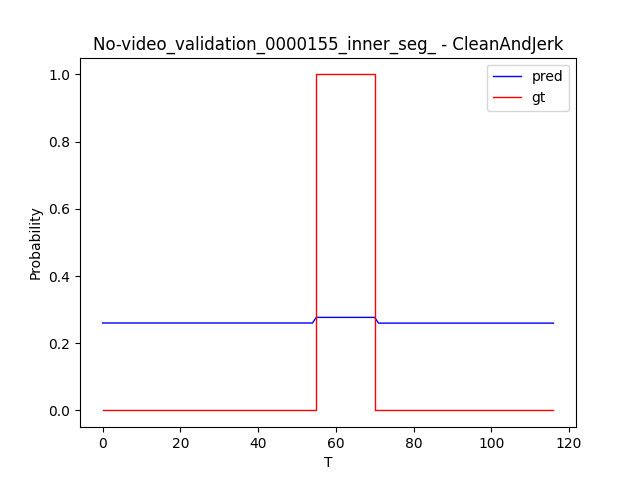 No-video_validation_0000155_inner_seg_ - CleanAndJerk
pred
gt
Probability
1.0
0.8
0.6
0.4
0.2
0.0
0 20 40 60 80 100 120
T